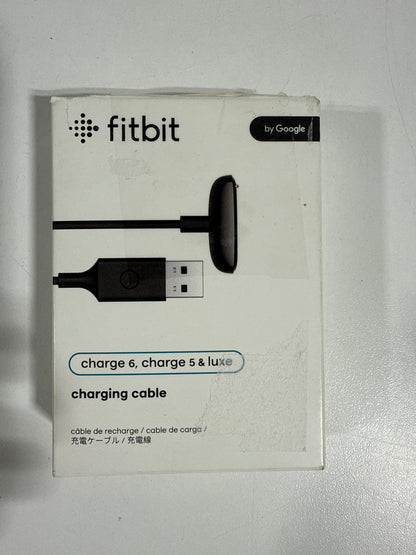 fitbit
by Google
charge 6, charge 5 & luxe
charging cable
câble de recharge / cable de carga /
充電ケーブル / 充電線